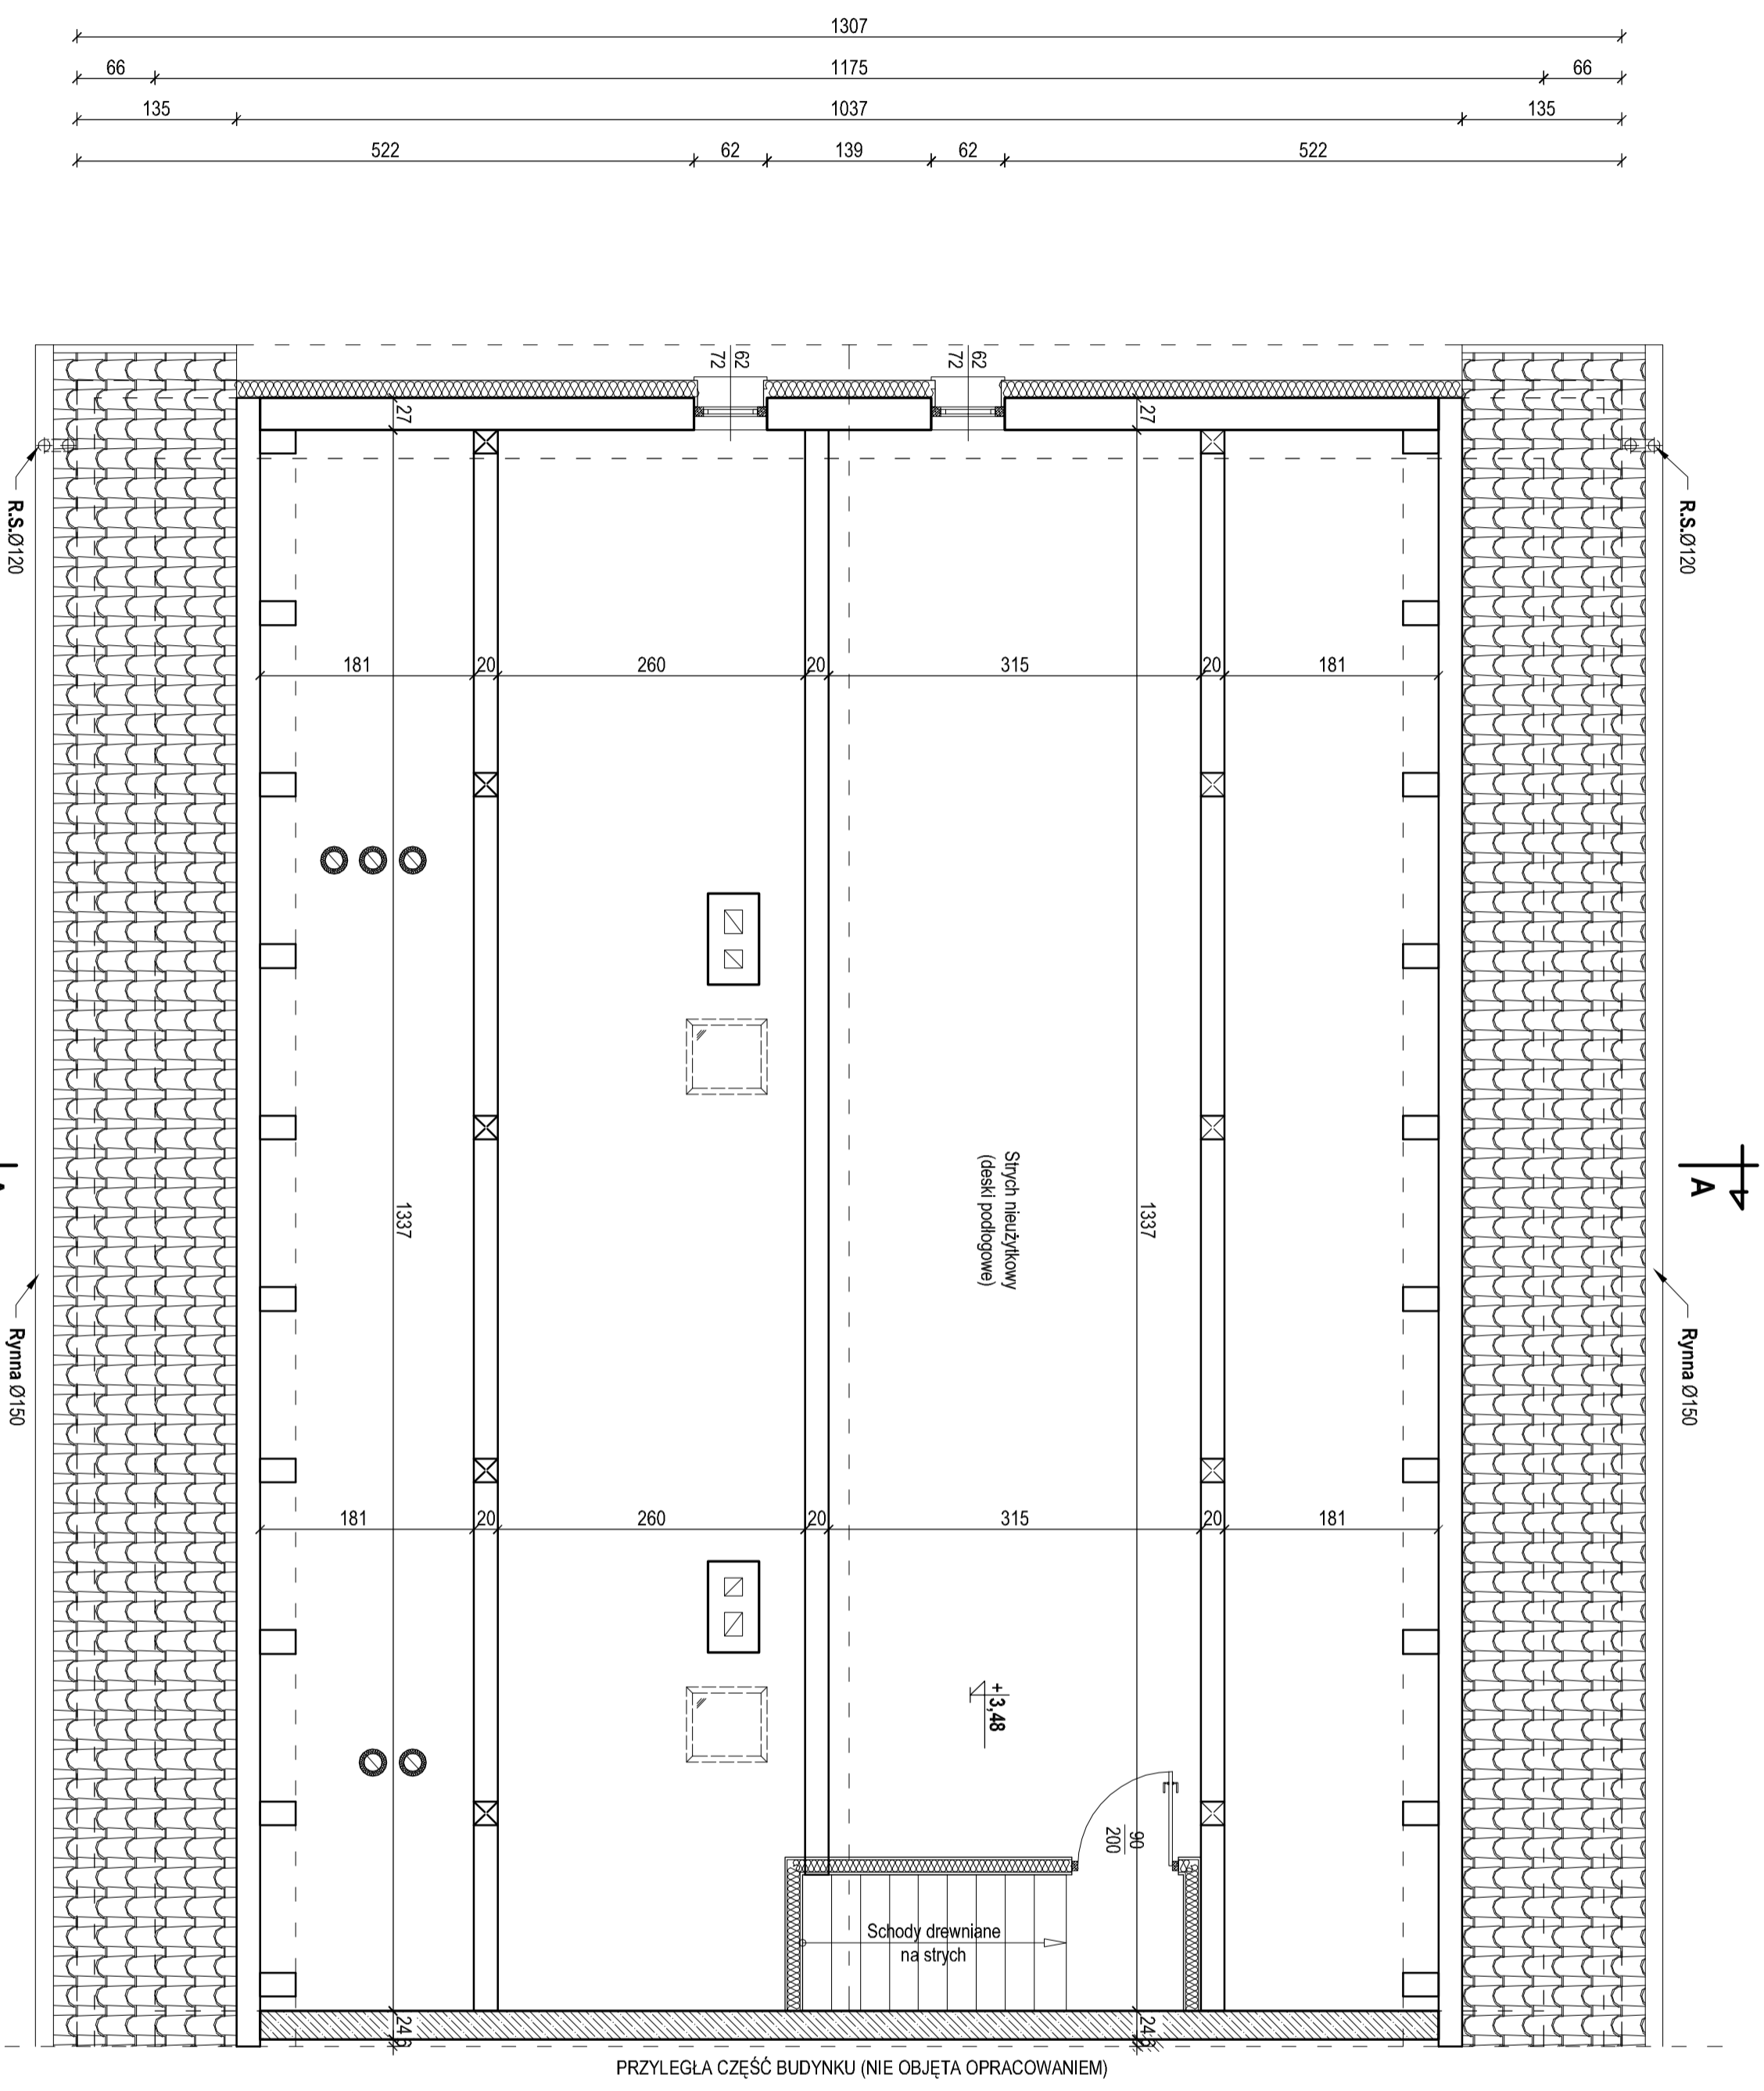 1307
66 1175 66
135 1037 135
522 62 139 62 522
62
72
62
72
27 27
R.S.Ø120
R.S.Ø120
181 20 260 20 315 20 181
Strych nieużytkowy
(deski podłogowe)
1337
1337
A
Rynna Ø150
Rynna Ø150
181 20 260 20 315 20 181
+3,48
90
200
Schody drewniane
na strych
24
24
PRZYLEGŁA CZĘŚĆ BUDYNKU (NIE OBJĘTA OPRACOWANIEM)